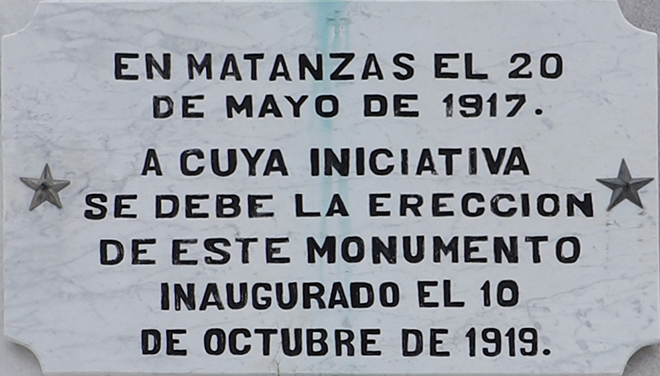 EN MATANZAS EL 20
DE MAYO DE 1917.
A CUYA INICIATIVA
SE DEBE LA ERECCION
DE ESTE MONUMENTO
INAUGURADO EL 10
DE OCTUBRE DE 1919.